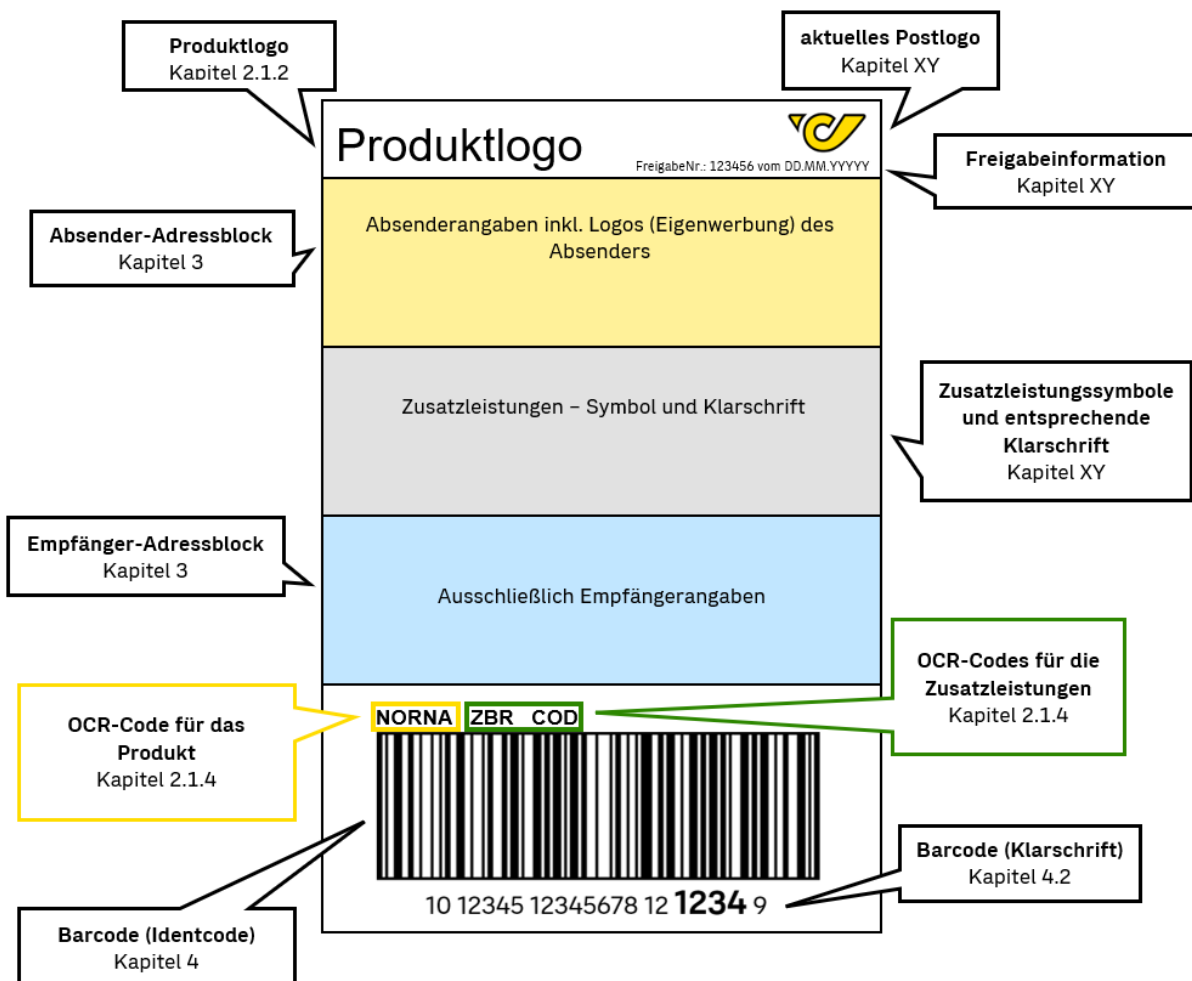 Produktlogo
Kapitel 2.1.2
aktuelles Postlogo
Kapitel XY
Produktlogo
FreigabeNr.: 123456 vom DD.MM.YYYYY
Freigabeinformation
Kapitel XY
Absenderangaben inkl. Logos (Eigenwerbung) des
Absenders
Absender-Adressblock
Kapitel 3
Zusatzleistungen – Symbol und Klarschrift
Zusatzleistungssymbole
und entsprechende
Klarschrift
Kapitel XY
Empfänger-Adressblock
Kapitel 3
Ausschließlich Empfängerangaben
OCR-Codes für die
Zusatzleistungen
Kapitel 2.1.4
OCR-Code für das
Produkt
Kapitel 2.1.4
NORNA ZBR COD
Barcode (Klarschrift)
Kapitel 4.2
10 12345 12345678 12 1234 9
Barcode (Identcode)
Kapitel 4